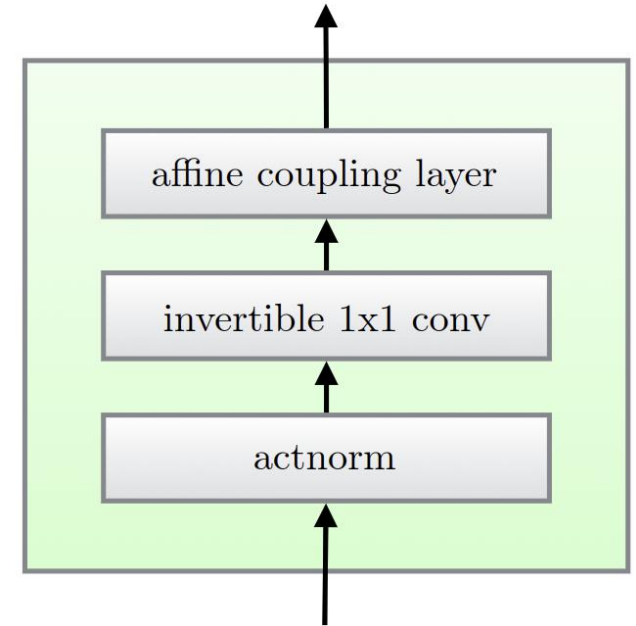 affine coupling layer
invertible 1x1 conv
actnorm